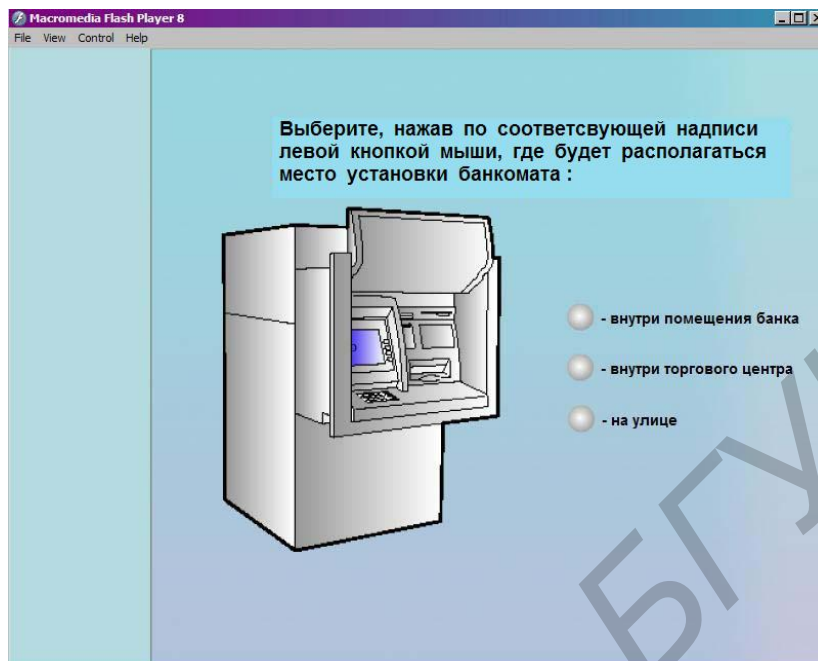 Macromedia Flash Player 8
File View Control Help
Выберите, нажав по соответсвующей надписи
левой кнопкой мыши, где будет располагаться
место установки банкомата :
- внутри помещения банка
- внутри торгового центра
- на улице
БГУ